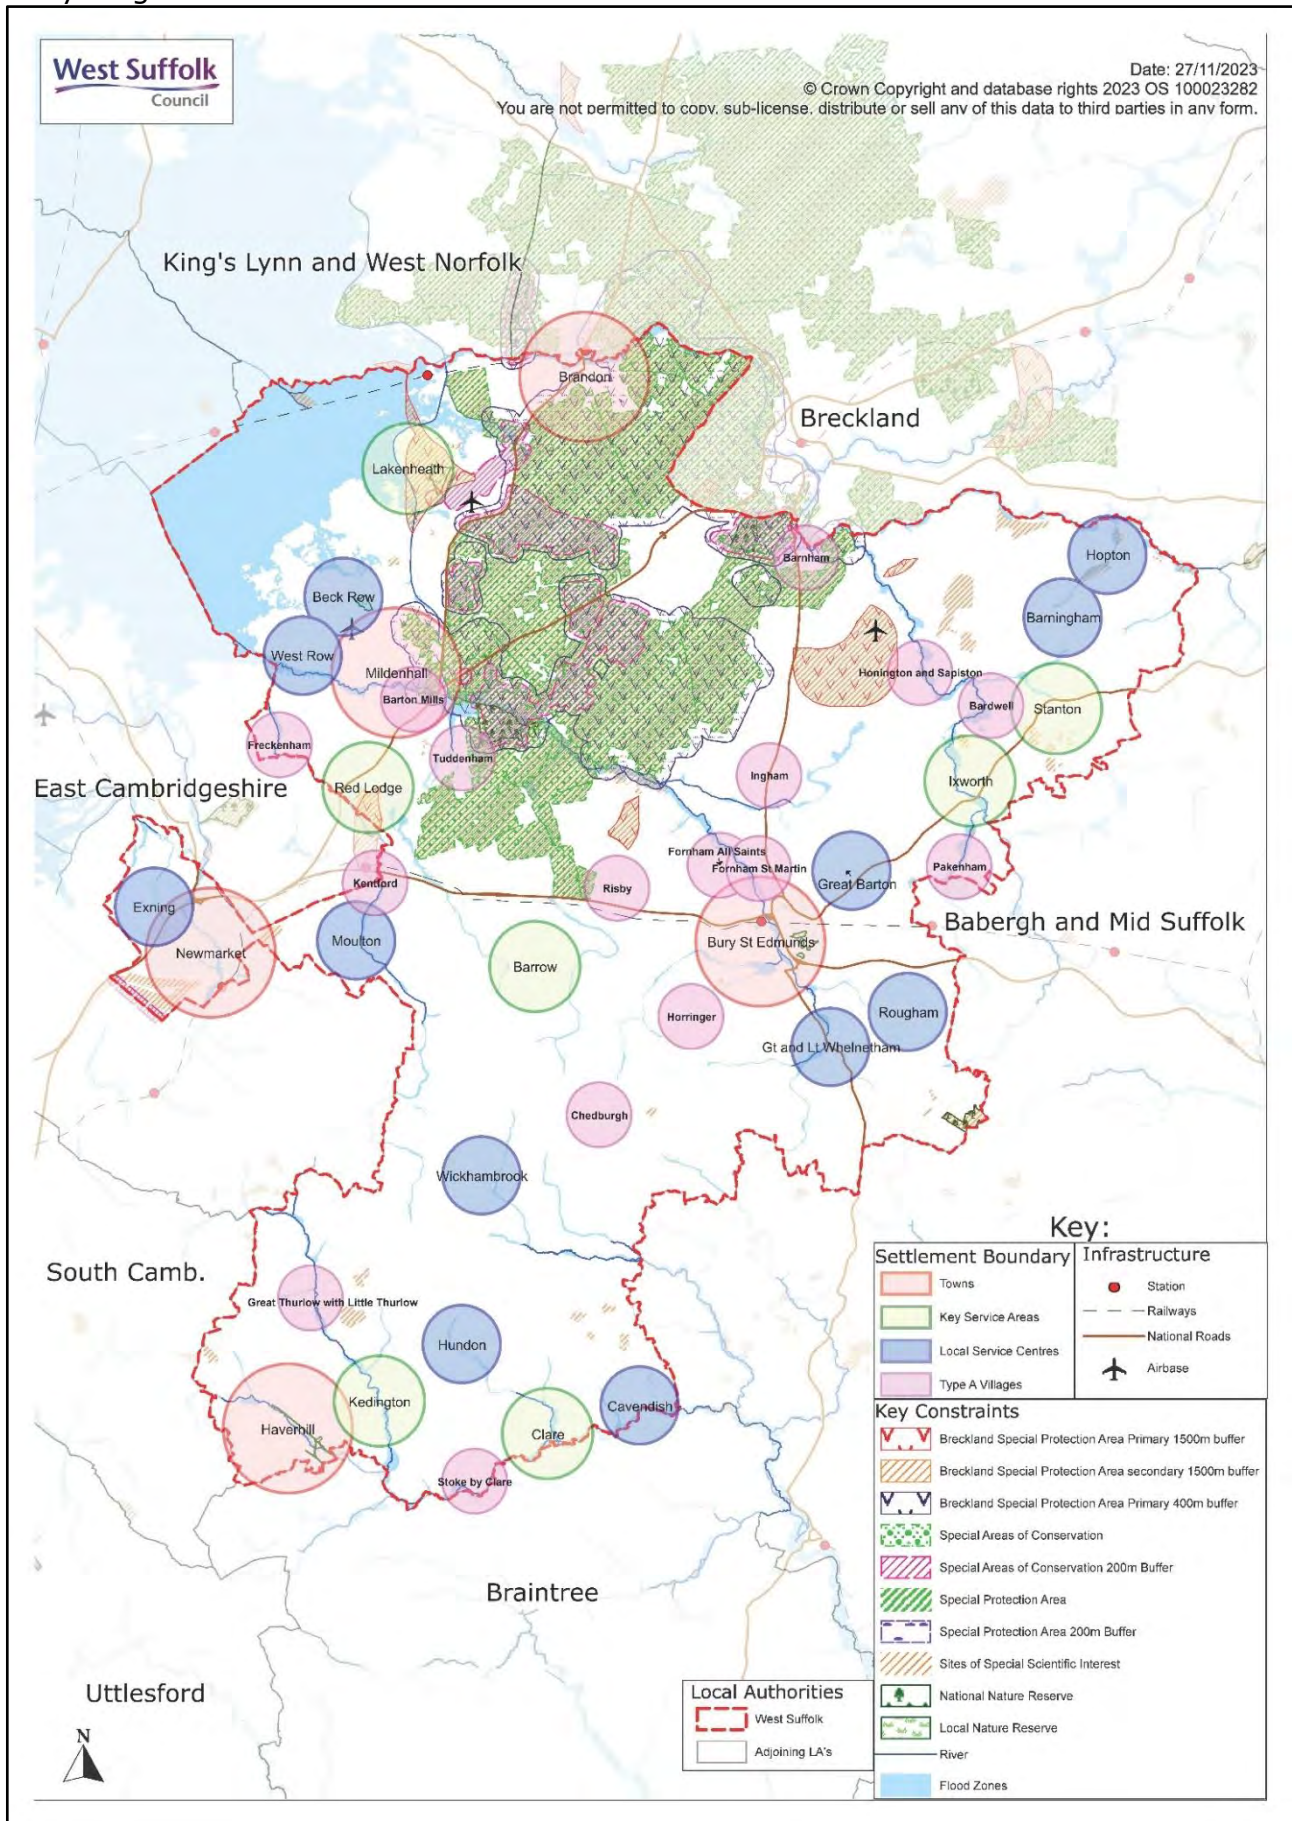 West Suffolk
Council
Date: 27/11/2023
© Crown Copyright and database rights 2023 OS 100023282
You are not permitted to copy, sub-license, distribute or sell any of this data to third parties in any form.
King's Lynn and West Norfolk
Brandon
Breckland
Lakenheath
Barnham
Hopton
Beck Row
Barningham
West Row
Mildenhall
Honington and Sapiston
Barton Mills
Bardwell
Stanton
Freckenham
Tuddenham
Ingham
East Cambridgeshire
Red Lodge
Ixworth
Fornham All Saints
Fornham St Martin
Pakenham
Kentford
Risby
Great Barton
Exning
Babergh and Mid Suffolk
Newmarket
Moulton
Bury St Edmunds
Barrow
Rougham
Horringer
Gt and Lt Whelnetham
Chedburgh
Wickhambrook
South Camb.
Great Thurlow with Little Thurlow
Hundon
Kedington
Cavendish
Haverhill
Clare
Stoke by Clare
Braintree
Uttlesford
N
Key:
Settlement Boundary
Towns
Key Service Areas
Local Service Centres
Type A Villages
Infrastructure
Station
Railways
National Roads
Airbase
Key Constraints
Breckland Special Protection Area Primary 1500m buffer
Breckland Special Protection Area secondary 1500m buffer
Breckland Special Protection Area Primary 400m buffer
Special Areas of Conservation
Special Areas of Conservation 200m Buffer
Special Protection Area
Special Protection Area 200m Buffer
Sites of Special Scientific Interest
National Nature Reserve
Local Nature Reserve
River
Flood Zones
Local Authorities
West Suffolk
Adjoining LA's